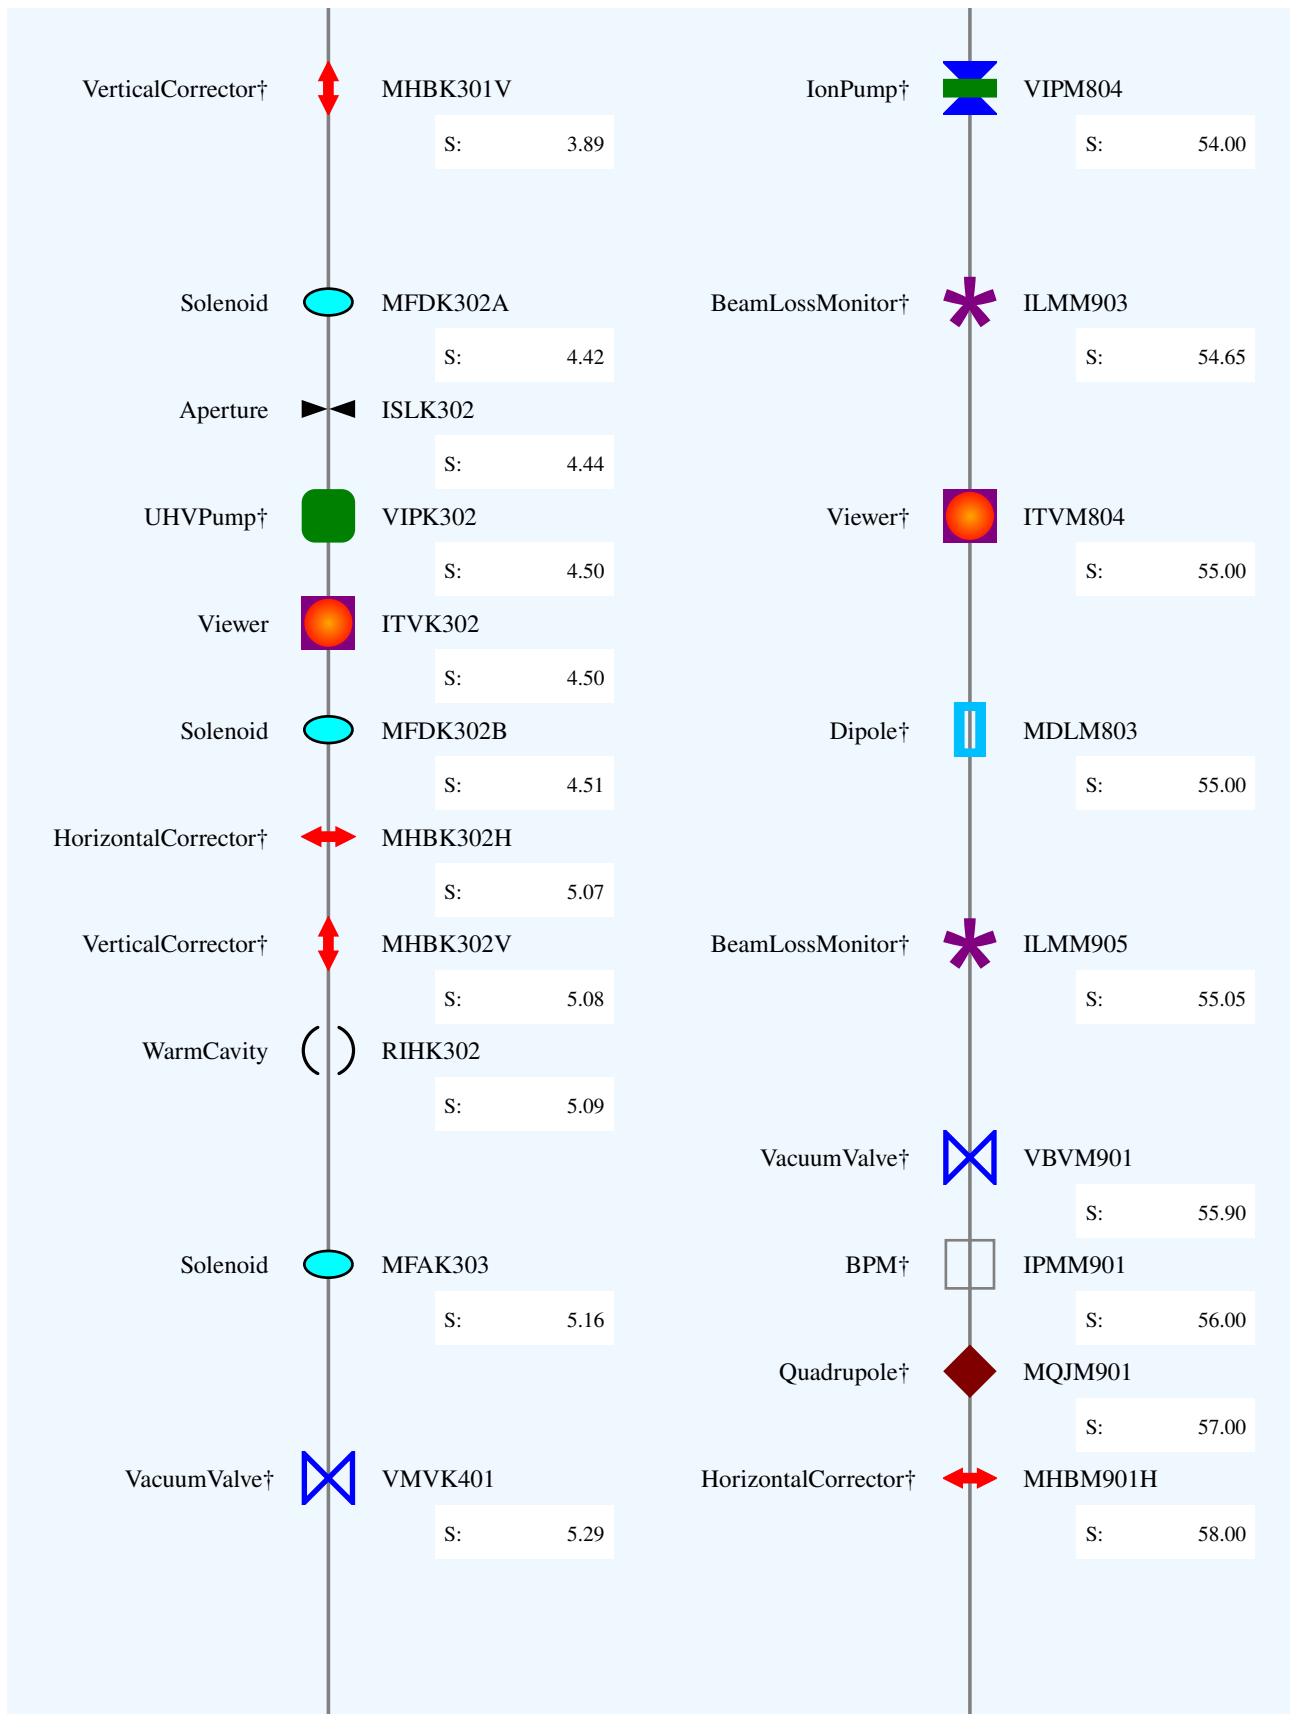 VerticalCorrector† MHBK301V
S: 3.89
Solenoid MFDK302A
S: 4.42
Aperture ISLK302
S: 4.44
UHVPump† VIPK302
S: 4.50
Viewer ITVK302
S: 4.50
Solenoid MFDK302B
S: 4.51
HorizontalCorrector† MHBK302H
S: 5.07
VerticalCorrector† MHBK302V
S: 5.08
WarmCavity RIHK302
S: 5.09
Solenoid MFAK303
S: 5.16
VacuumValve† VMVK401
S: 5.29
IonPump† VIPM804
S: 54.00
BeamLossMonitor† ILMM903
S: 54.65
Viewer† ITVM804
S: 55.00
Dipole† MDLM803
S: 55.00
BeamLossMonitor† ILMM905
S: 55.05
VacuumValve† VBVM901
S: 55.90
BPM† IPMM901
S: 56.00
Quadrupole† MQJM901
S: 57.00
HorizontalCorrector† MHBM901H
S: 58.00